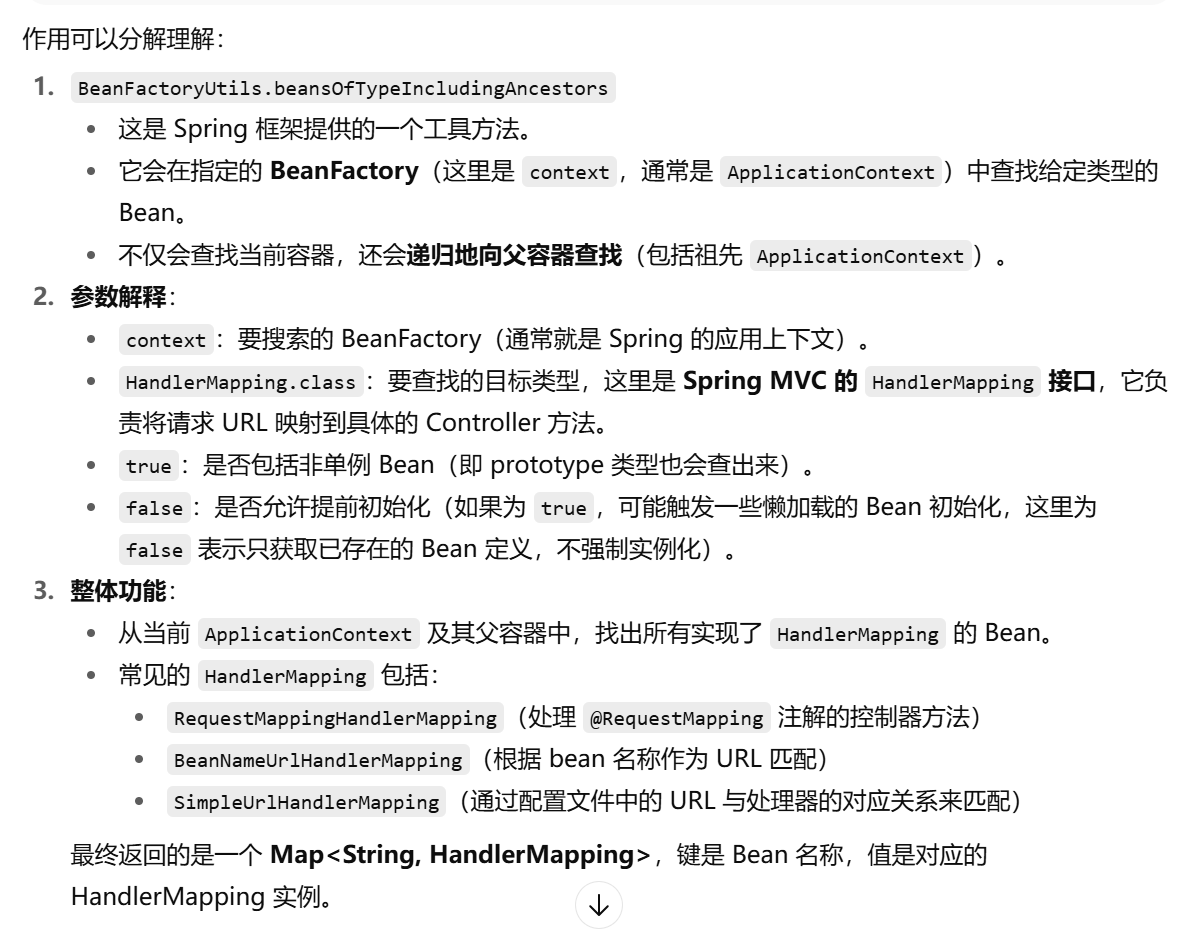 作用可以分解理解：
1. BeanFactoryUtils.beansOfTypeIncludingAncestors
• 这是 Spring 框架提供的一个工具方法。
• 它会在指定的 BeanFactory（这里是 context，通常是 ApplicationContext）中查找给定类型的
Bean。
• 不仅会查找当前容器，还会递归地向父容器查找（包括祖先 ApplicationContext）。
2. 参数解释：
• context：要搜索的 BeanFactory（通常就是 Spring 的应用上下文）。
• HandlerMapping.class：要查找的目标类型，这里是 Spring MVC 的 HandlerMapping 接口，它负
责将请求 URL 映射到具体的 Controller 方法。
• true：是否包括非单例 Bean（即 prototype 类型也会查出来）。
• false：是否允许提前初始化（如果为 true，可能触发一些懒加载的 Bean 初始化，这里为
false 表示只获取已存在的 Bean 定义，不强制实例化）。
3. 整体功能：
• 从当前 ApplicationContext 及其父容器中，找出所有实现了 HandlerMapping 的 Bean。
• 常见的 HandlerMapping 包括：
• RequestMappingHandlerMapping（处理 @RequestMapping 注解的控制器方法）
• BeanNameUrlHandlerMapping（根据 bean 名称作为 URL 匹配）
• SimpleUrlHandlerMapping（通过配置文件中的 URL 与处理器的对应关系来匹配）
最终返回的是一个 Map<String, HandlerMapping>，键是 Bean 名称，值是对应的
HandlerMapping 实例。